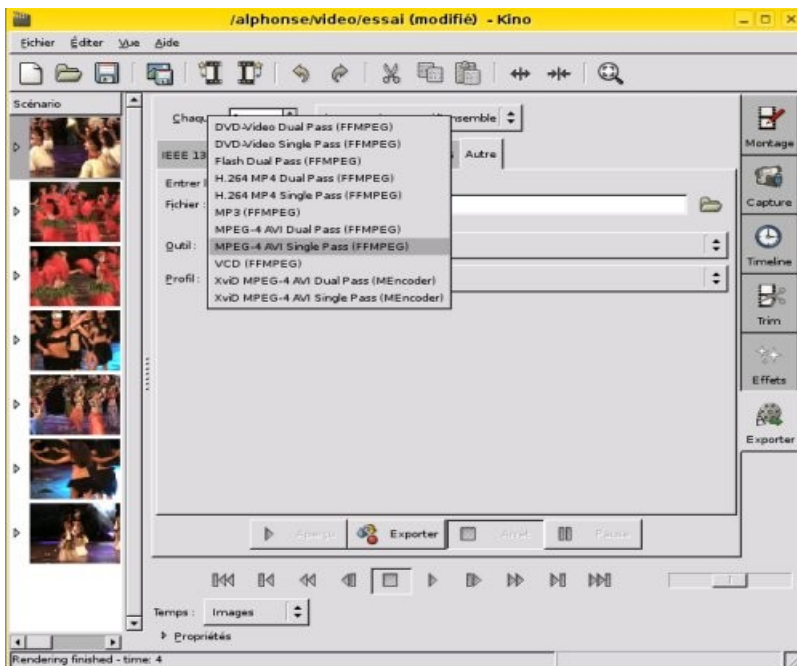 /alphonse/video/essai (modifié) - Kino
Fichier Éditer Vue Aide
Scénario
Chaqu
ensemble
IEEE 13
Autre
DVD-Video Dual Pass (FFMPEG)
DVD-Video Single Pass (FFMPEG)
Flash Dual Pass (FFMPEG)
H.264 MP4 Dual Pass (FFMPEG)
H.264 MP4 Single Pass (FFMPEG)
MP3 (FFMPEG)
MPEG-4 AVI Dual Pass (FFMPEG)
MPEG-4 AVI Single Pass (FFMPEG)
VCD (FFMPEG)
XviD MPEG-4 AVI Dual Pass (MEncoder)
XviD MPEG-4 AVI Single Pass (MEncoder)
Entrer
Fichier :
Outil :
Profil :
Montage
Capture
Timeline
Trim
Effets
Exporter
Aperçu Exporter Arrêt Pause
Temps : Images
Propriétés
Rendering finished - time: 4